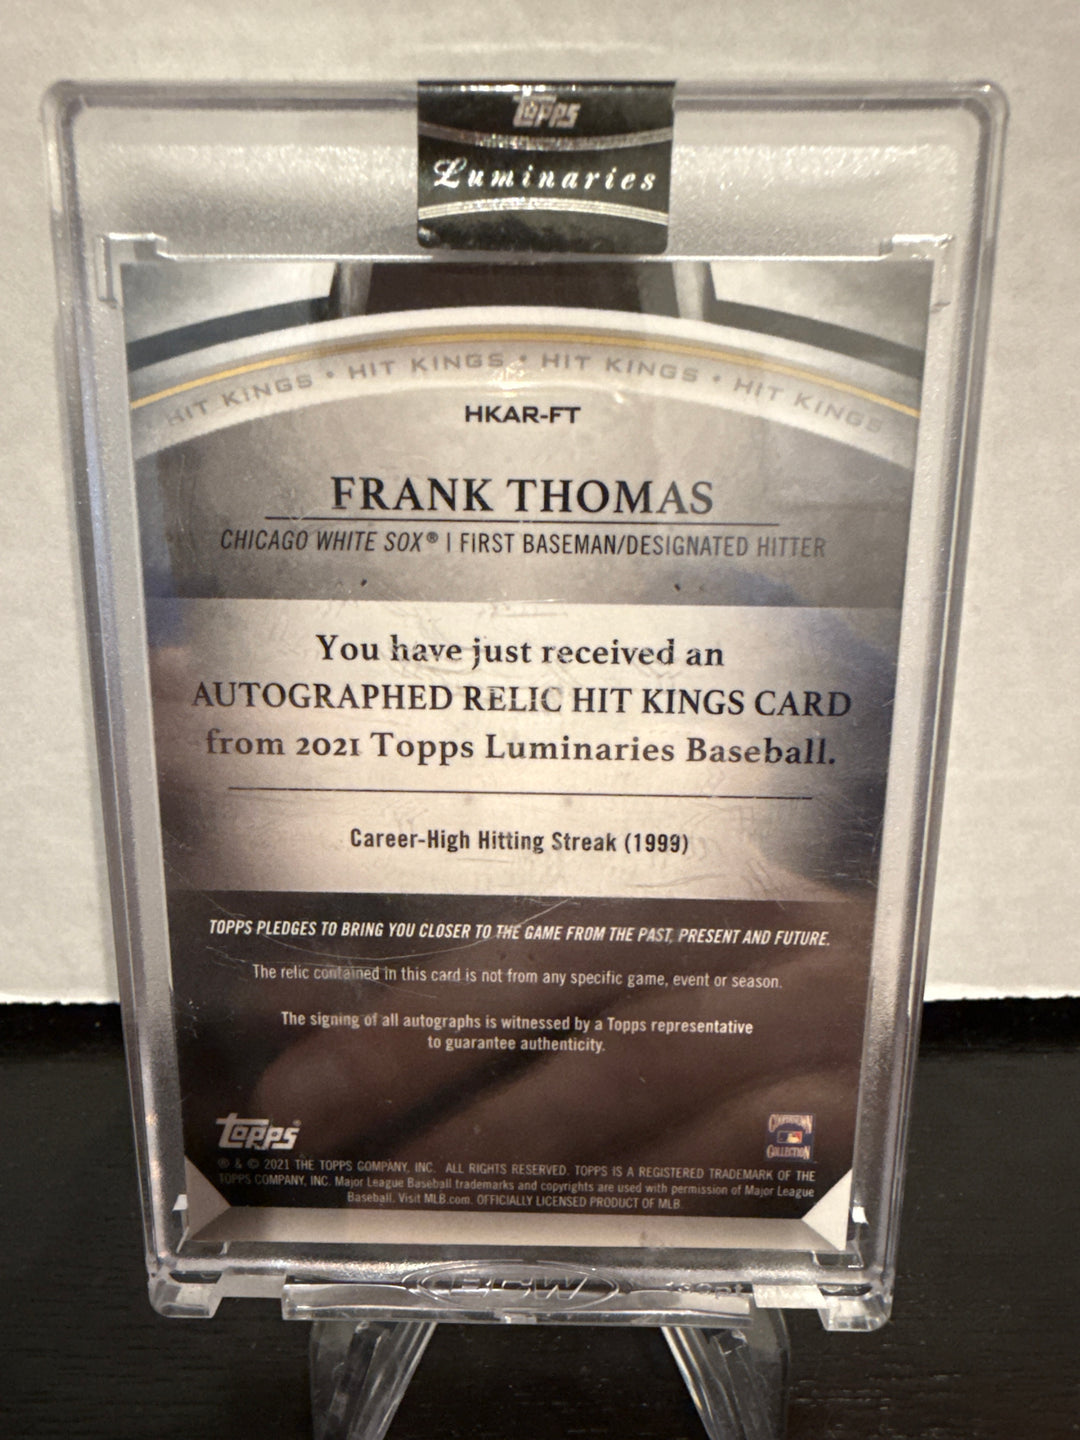 Topps
Luminaries
HIT KINGS • HIT KINGS • HIT KINGS • HIT KINGS
HKAR-FT
FRANK THOMAS
CHICAGO WHITE SOX® | FIRST BASEMAN/DESIGNATED HITTER
You have just received an
AUTOGRAPHED RELIC HIT KINGS CARD
from 2021 Topps Luminaries Baseball.
Career-High Hitting Streak (1999)
TOPPS PLEDGES TO BRING YOU CLOSER TO THE GAME FROM THE PAST, PRESENT AND FUTURE.
The relic contained in this card is not from any specific game, event or season.
The signing of all autographs is witnessed by a Topps representative
to guarantee authenticity.
Topps®
COOPERSTOWN
COLLECTION
® & © 2021 THE TOPPS COMPANY, INC. ALL RIGHTS RESERVED. TOPPS IS A REGISTERED TRADEMARK OF THE
TOPPS COMPANY, INC. Major League Baseball trademarks and copyrights are used with permission of Major League
Baseball. Visit MLB.com. OFFICIALLY LICENSED PRODUCT OF MLB.
BCW